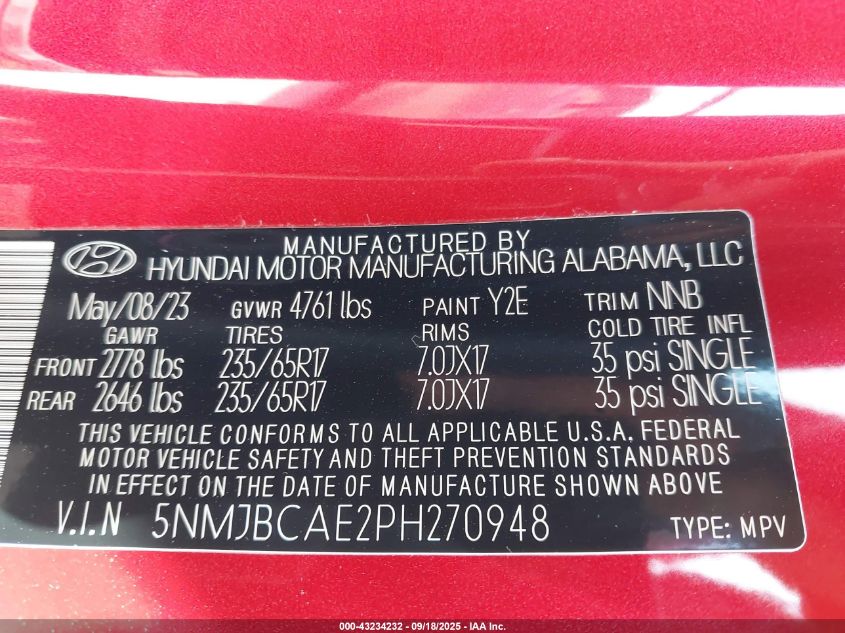 MANUFACTURED BY
HYUNDAI MOTOR MANUFACTURING ALABAMA, LLC
May/08/23 GVWR 4761 lbs PAINT Y2E TRIM NNB
GAWR TIRES RIMS COLD TIRE INFL
FRONT 2778 lbs 235/65R17 7.0JX17 35 psi SINGLE
REAR 2646 lbs 235/65R17 7.0JX17 35 psi SINGLE
THIS VEHICLE CONFORMS TO ALL APPLICABLE U.S.A. FEDERAL
MOTOR VEHICLE SAFETY AND THEFT PREVENTION STANDARDS
IN EFFECT ON THE DATE OF MANUFACTURE SHOWN ABOVE.
V.I.N 5NMJBCAE2PH270948 TYPE: MPV
000-43234232 - 09/18/2025 - IAA Inc.